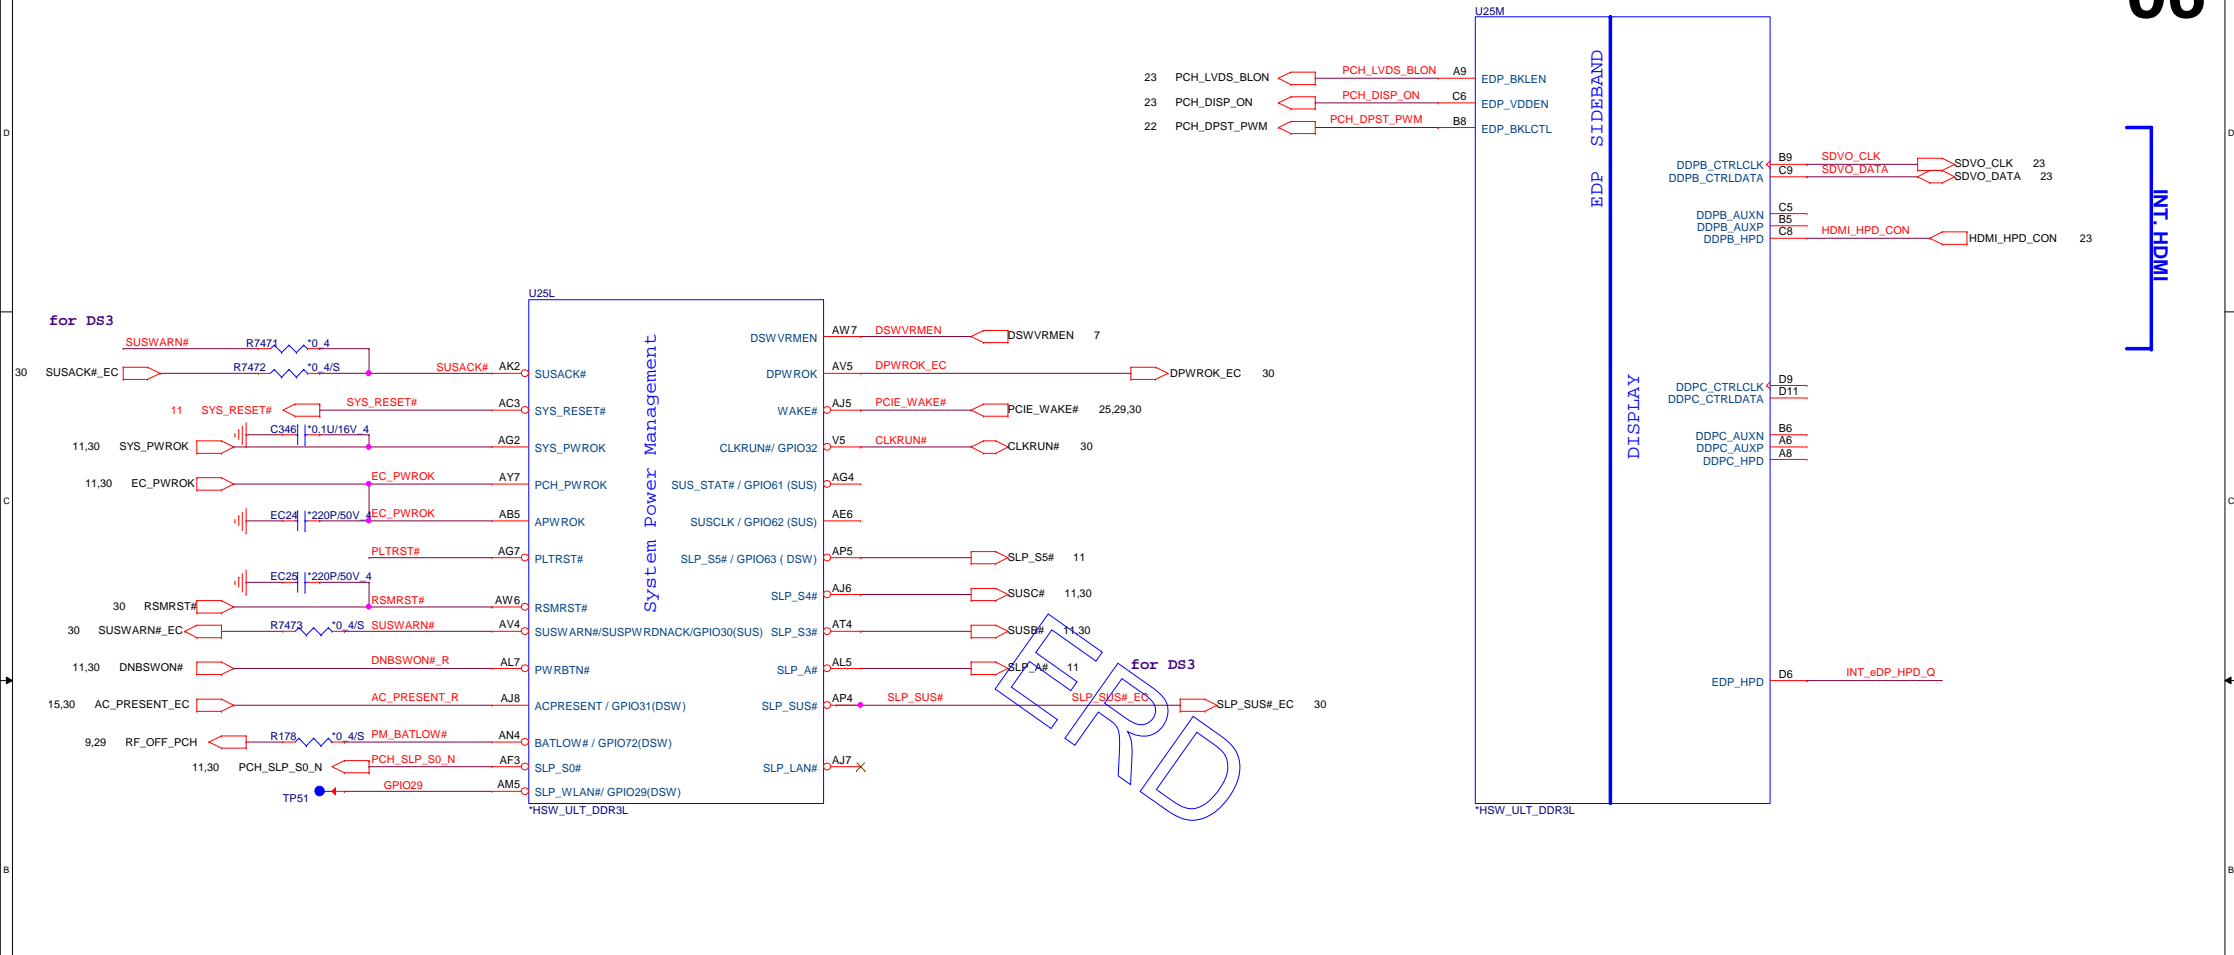 06
U25M
23 PCH_LVDS_BLON PCH_LVDS_BLON A9 EDP_BKLEN
23 PCH_DISP_ON PCH_DISP_ON C6 EDP_VDDEN
22 PCH_DPST_PWM PCH_DPST_PWM B8 EDP_BKLCTL
EDP SIDEBAND
DISPLAY
DDPB_CTRLCLK B9 SDVO_CLK SDVO_CLK 23
DDPB_CTRLDATA C9 SDVO_DATA SDVO_DATA 23
DDPB_AUXN C5
DDPB_AUXP B5
DDPB_HPD C8 HDMI_HPD_CON HDMI_HPD_CON 23
INT. HDMI
DDPC_CTRLCLK D9
DDPC_CTRLDATA D11
DDPC_AUXN B6
DDPC_AUXP A6
DDPC_HPD A8
EDP_HPD D6 INT_eDP_HPD_Q
*HSW_ULT_DDR3L
U25L
System Power Management
for DS3
SUSWARN# R7471 *0_4
30 SUSACK#_EC R7472 *0_4/S SUSACK# AK2 SUSACK#
11 SYS_RESET# SYS_RESET# AC3 SYS_RESET#
C346 *0.1U/16V_4
11,30 SYS_PWROK AG2 SYS_PWROK
11,30 EC_PWROK EC_PWROK AY7 PCH_PWROK
EC24 *220P/50V_4 EC_PWROK AB5 APWROK
PLTRST# AG7 PLTRST#
EC25 *220P/50V_4
30 RSMRST# RSMRST# AW6 RSMRST#
30 SUSWARN#_EC R7473 *0_4/S SUSWARN# AV4 SUSWARN#/SUSPWRDNACK/GPIO30(SUS)
11,30 DNBSWON# DNBSWON#_R AL7 PWRBTN#
15,30 AC_PRESENT_EC AC_PRESENT_R AJ8 ACPRESENT / GPIO31(DSW)
9,29 RF_OFF_PCH R178 *0_4/S PM_BATLOW# AN4 BATLOW# / GPIO72(DSW)
11,30 PCH_SLP_S0_N PCH_SLP_S0_N AF3 SLP_S0#
TP51 GPIO29 AM5 SLP_WLAN#/ GPIO29(DSW)
DSWVRMEN AW7 DSWVRMEN DSWVRMEN 7
DPWROK AV5 DPWROK_EC DPWROK_EC 30
WAKE# AJ5 PCIE_WAKE# PCIE_WAKE# 25,29,30
CLKRUN#/ GPIO32 V5 CLKRUN# CLKRUN# 30
SUS_STAT# / GPIO61 (SUS) AG4
SUSCLK / GPIO62 (SUS) AE6
SLP_S5# / GPIO63 ( DSW) AP5 SLP_S5# 11
SLP_S4# AJ6 SUSC# 11,30
SLP_S3# AT4 SUSB# 11,30
SLP_A# AL5 SLP_A# 11
for DS3
SLP_SUS# AP4 SLP_SUS# SLP_SUS#_EC SLP_SUS#_EC 30
SLP_LAN# AJ7
*HSW_ULT_DDR3L
ERD
D
D
C
C
B
B